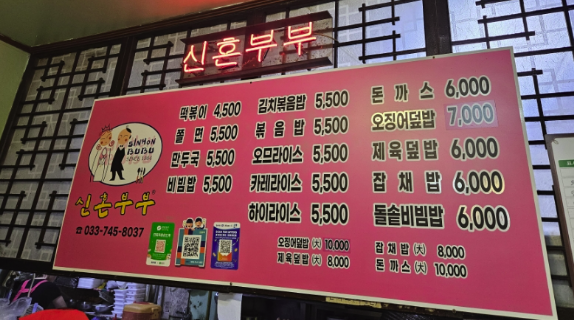 신혼부부
떡볶이 4,500
쫄면 5,500
만두국 5,500
비빔밥 5,500
김치볶음밥 5,500
볶음밥 5,500
오므라이스 5,500
카레라이스 5,500
하이라이스 5,500
돈까스 6,000
오징어덮밥 7,000
제육덮밥 6,000
잡채밥 6,000
돌솥비빔밥 6,000
SINHON
BUBU
신혼부부
☎ 033-745-8037
오징어덮밥 (大) 10,000
제육덮밥 (大) 8,000
잡채밥 (大) 8,000
돈까스 (大) 10,000